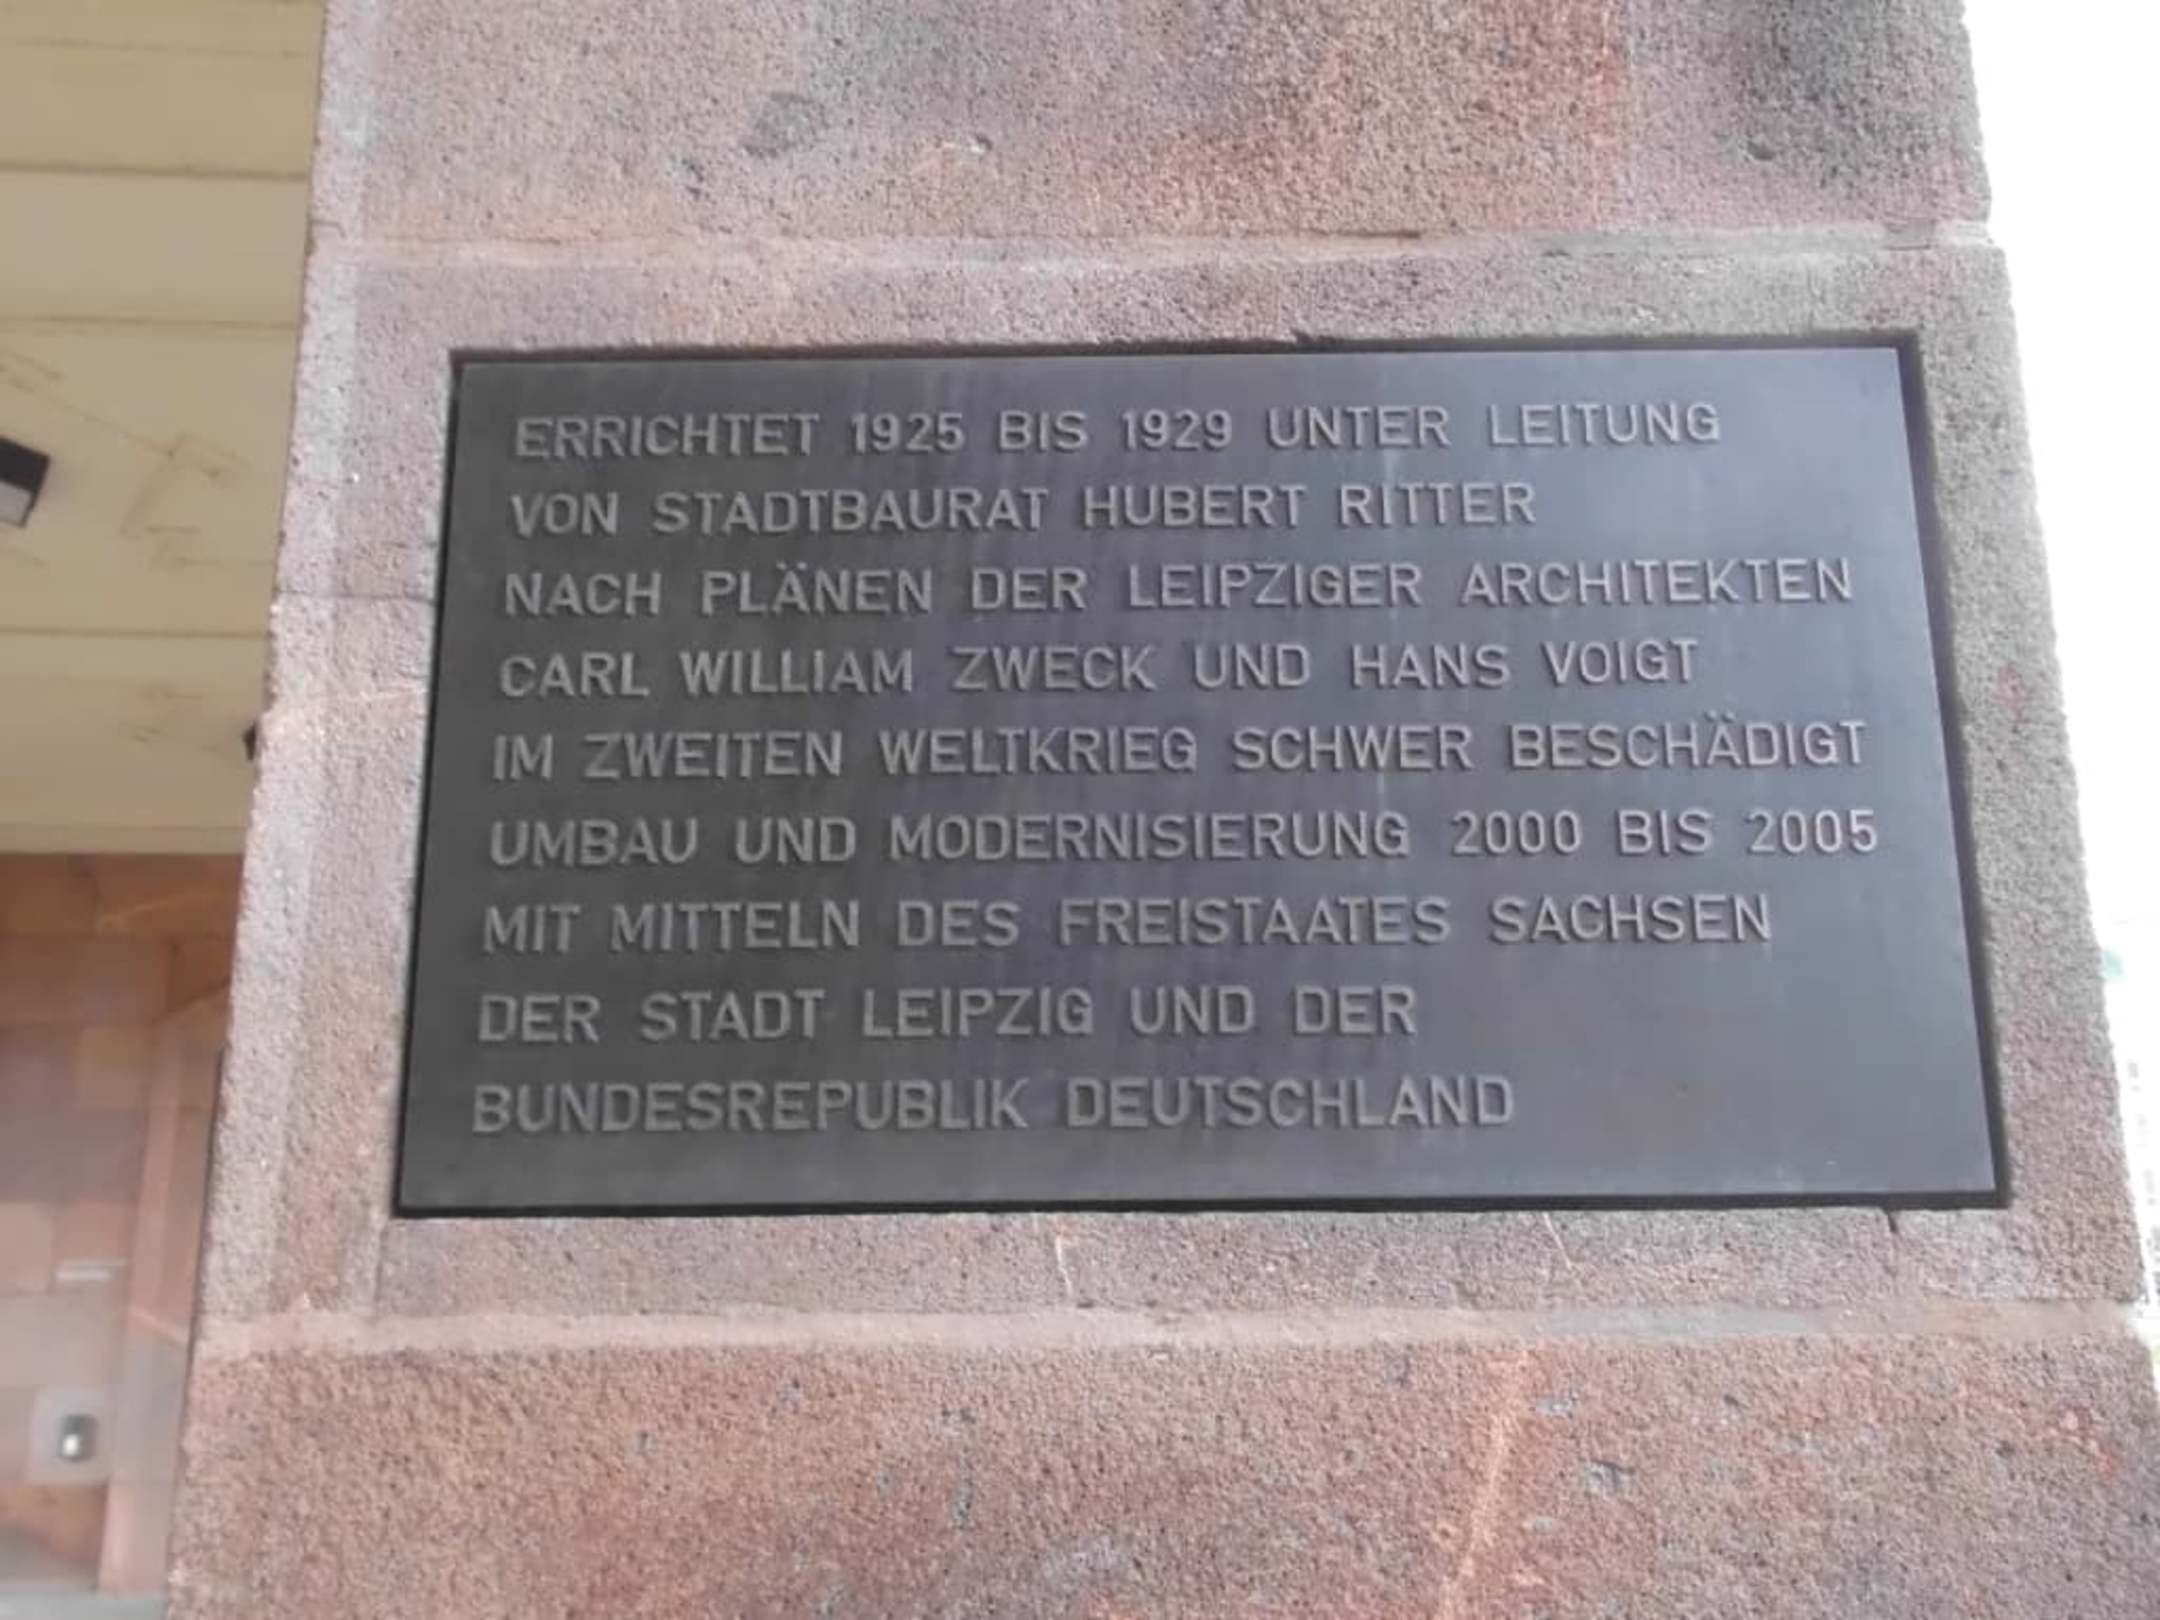 ERRICHTET 1925 BIS 1929 UNTER LEITUNG
VON STADTBAURAT HUBERT RITTER
NACH PLÄNEN DER LEIPZIGER ARCHITEKTEN
CARL WILLIAM ZWECK UND HANS VOIGT
IM ZWEITEN WELTKRIEG SCHWER BESCHÄDIGT
UMBAU UND MODERNISIERUNG 2000 BIS 2005
MIT MITTELN DES FREISTAATES SACHSEN
DER STADT LEIPZIG UND DER
BUNDESREPUBLIK DEUTSCHLAND